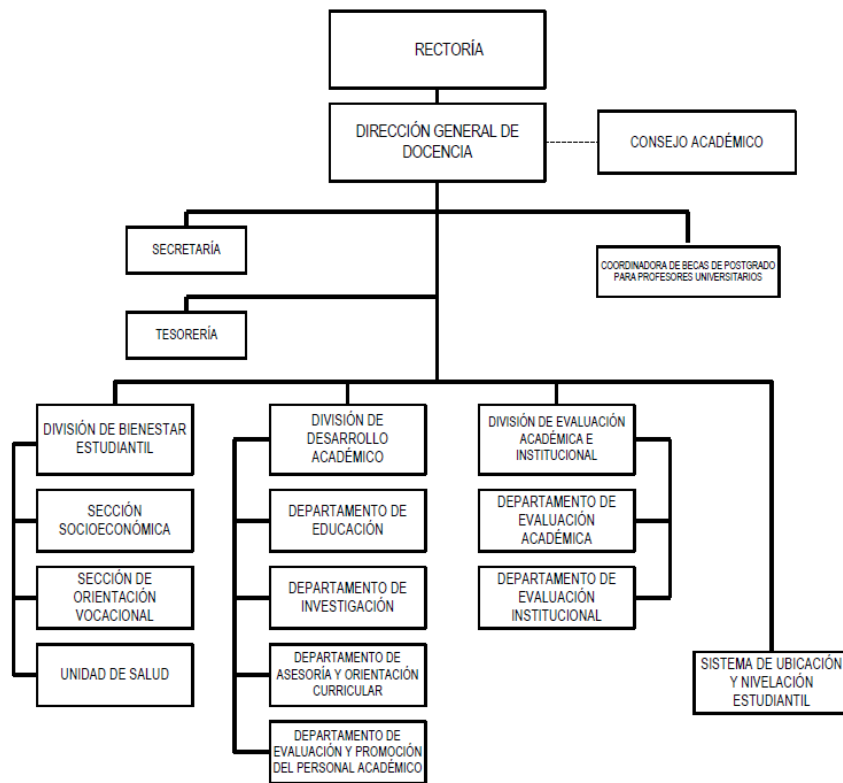 RECTORÍA
DIRECCIÓN GENERAL DE
DOCENCIA
CONSEJO ACADÉMICO
SECRETARÍA
COORDINADORA DE BECAS DE POSTGRADO
PARA PROFESORES UNIVERSITARIOS
TESORERÍA
DIVISIÓN DE BIENESTAR
ESTUDIANTIL
DIVISIÓN DE
DESARROLLO
ACADÉMICO
DIVISIÓN DE EVALUACIÓN
ACADÉMICA E
INSTITUCIONAL
SECCIÓN
SOCIOECONÓMICA
DEPARTAMENTO DE
EDUCACIÓN
DEPARTAMENTO DE
EVALUACIÓN
ACADÉMICA
SECCIÓN DE
ORIENTACIÓN
VOCACIONAL
DEPARTAMENTO DE
INVESTIGACIÓN
DEPARTAMENTO DE
EVALUACIÓN
INSTITUCIONAL
UNIDAD DE SALUD
DEPARTAMENTO DE
ASESORÍA Y ORIENTACIÓN
CURRICULAR
SISTEMA DE UBICACIÓN
Y NIVELACIÓN
ESTUDIANTIL
DEPARTAMENTO DE
EVALUACIÓN Y PROMOCIÓN
DEL PERSONAL ACADÉMICO